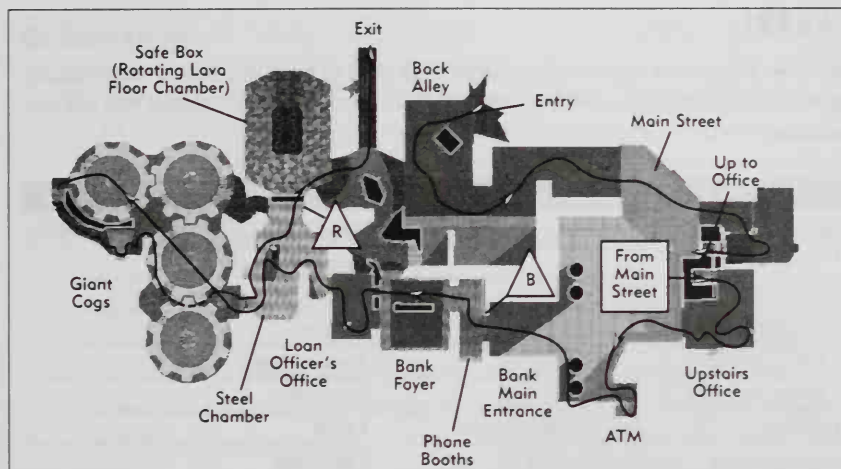 Exit
Safe Box
(Rotating Lava
Floor Chamber)
Back
Alley
Entry
Main Street
Up to
Office
R
B
From
Main
Street
Giant
Cogs
Steel
Chamber
Loan
Officer's
Office
Bank
Foyer
Phone
Booths
Bank
Main
Entrance
ATM
Upstairs
Office